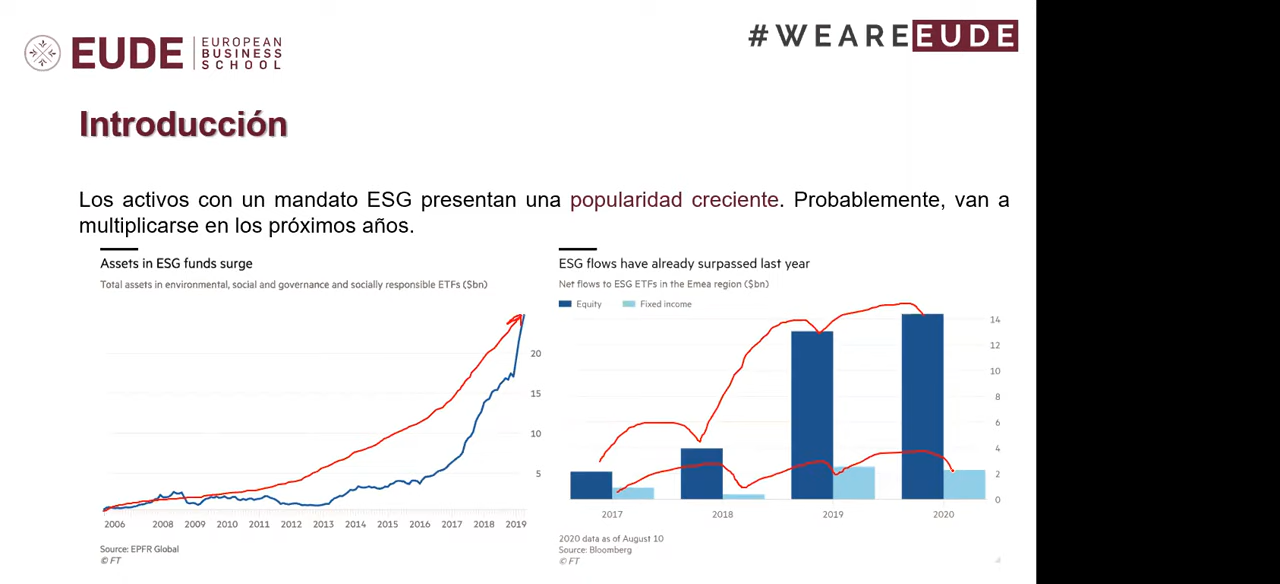 EUDE
EUROPEAN
BUSINESS
SCHOOL
#WEAREEUDE
Introducción
Los activos con un mandato ESG presentan una popularidad creciente. Probablemente, van a
multiplicarse en los próximos años.
Assets in ESG funds surge
Total assets in environmental, social and governance and socially responsible ETFs ($bn)
20
15
10
5
2006 2008 2009 2010 2011 2012 2013 2014 2015 2016 2017 2018 2019
Source: EPFR Global
© FT
ESG flows have already surpassed last year
Net flows to ESG ETFs in the Emea region ($bn)
Equity Fixed income
14
12
10
8
6
4
2
0
2017 2018 2019 2020
2020 data as of August 10
Source: Bloomberg
© FT
4